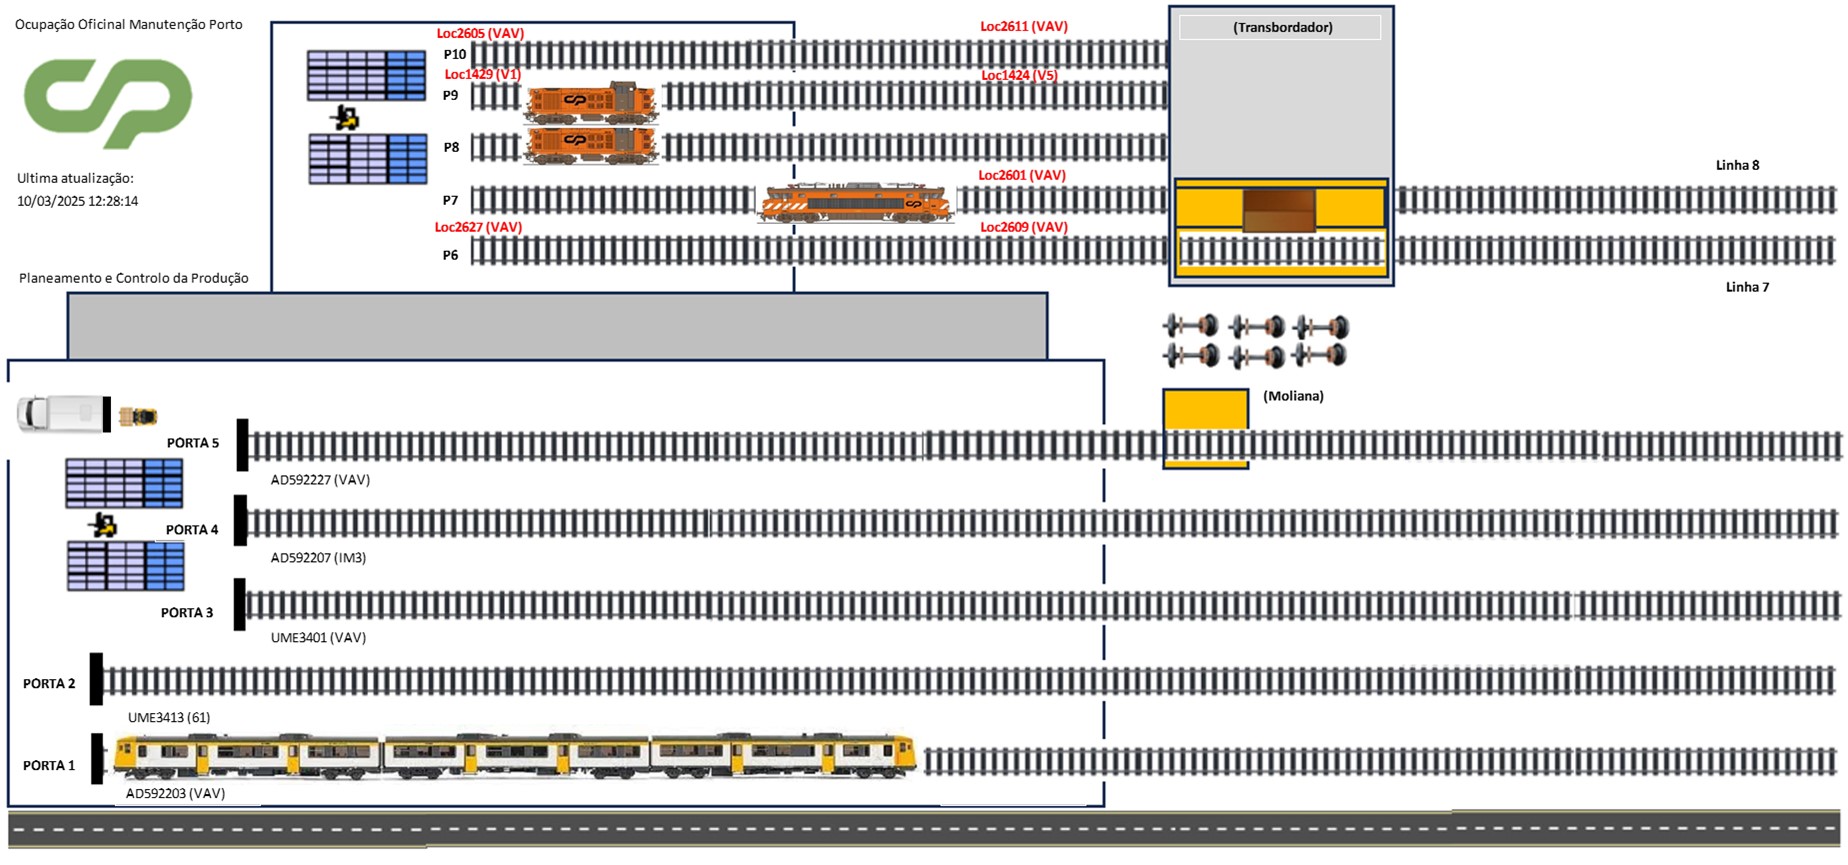 Ocupação Oficinal Manutenção Porto
Ultima atualização:
10/03/2025 12:28:14
Planeamento e Controlo da Produção
Loc2605 (VAV)
Loc2611 (VAV)
P10
Loc1429 (V1)
Loc1424 (V5)
P9
P8
Loc2601 (VAV)
P7
Loc2627 (VAV)
Loc2609 (VAV)
P6
(Transbordador)
Linha 8
Linha 7
(Moliana)
PORTA 5
AD592227 (VAV)
PORTA 4
AD592207 (IM3)
PORTA 3
UME3401 (VAV)
PORTA 2
UME3413 (61)
PORTA 1
AD592203 (VAV)